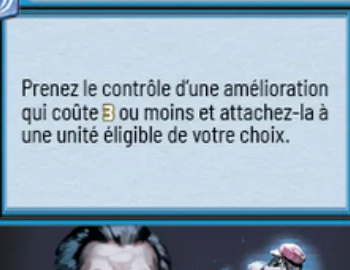 Prenez le contrôle d'une amélioration
qui coûte 3 ou moins et attachez-la à
une unité éligible de votre choix.